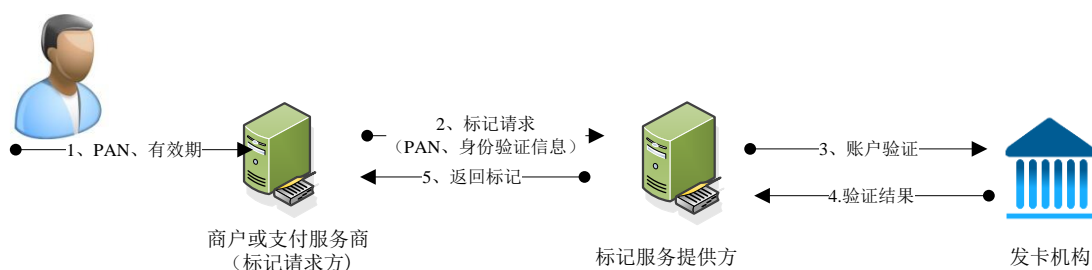 1、PAN、有效期
2、标记请求
（PAN、身份验证信息）
5、返回标记
3、账户验证
4.验证结果
商户或支付服务商
（标记请求方)
标记服务提供方
发卡机构